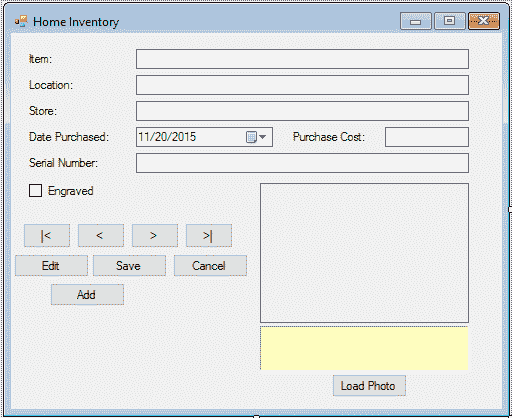 Home Inventory
Item:
Location:
Store:
Date Purchased: 11/20/2015 Purchase Cost:
Serial Number:
Engraved
|< < > >|
Edit Save Cancel
Add
Load Photo